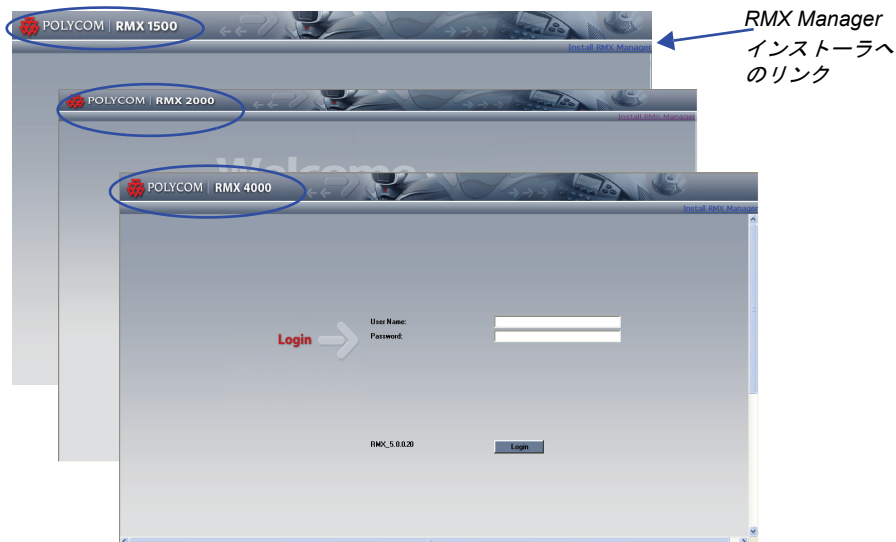 POLYCOM | RMX 1500
Install RMX Manager
RMX Manager
インストーラへ
のリンク
POLYCOM | RMX 2000
Install RMX Manager
Welcome
POLYCOM | RMX 4000
Install RMX Manager
User Name:
Login
Password:
RMX_5.0.0.20
Login